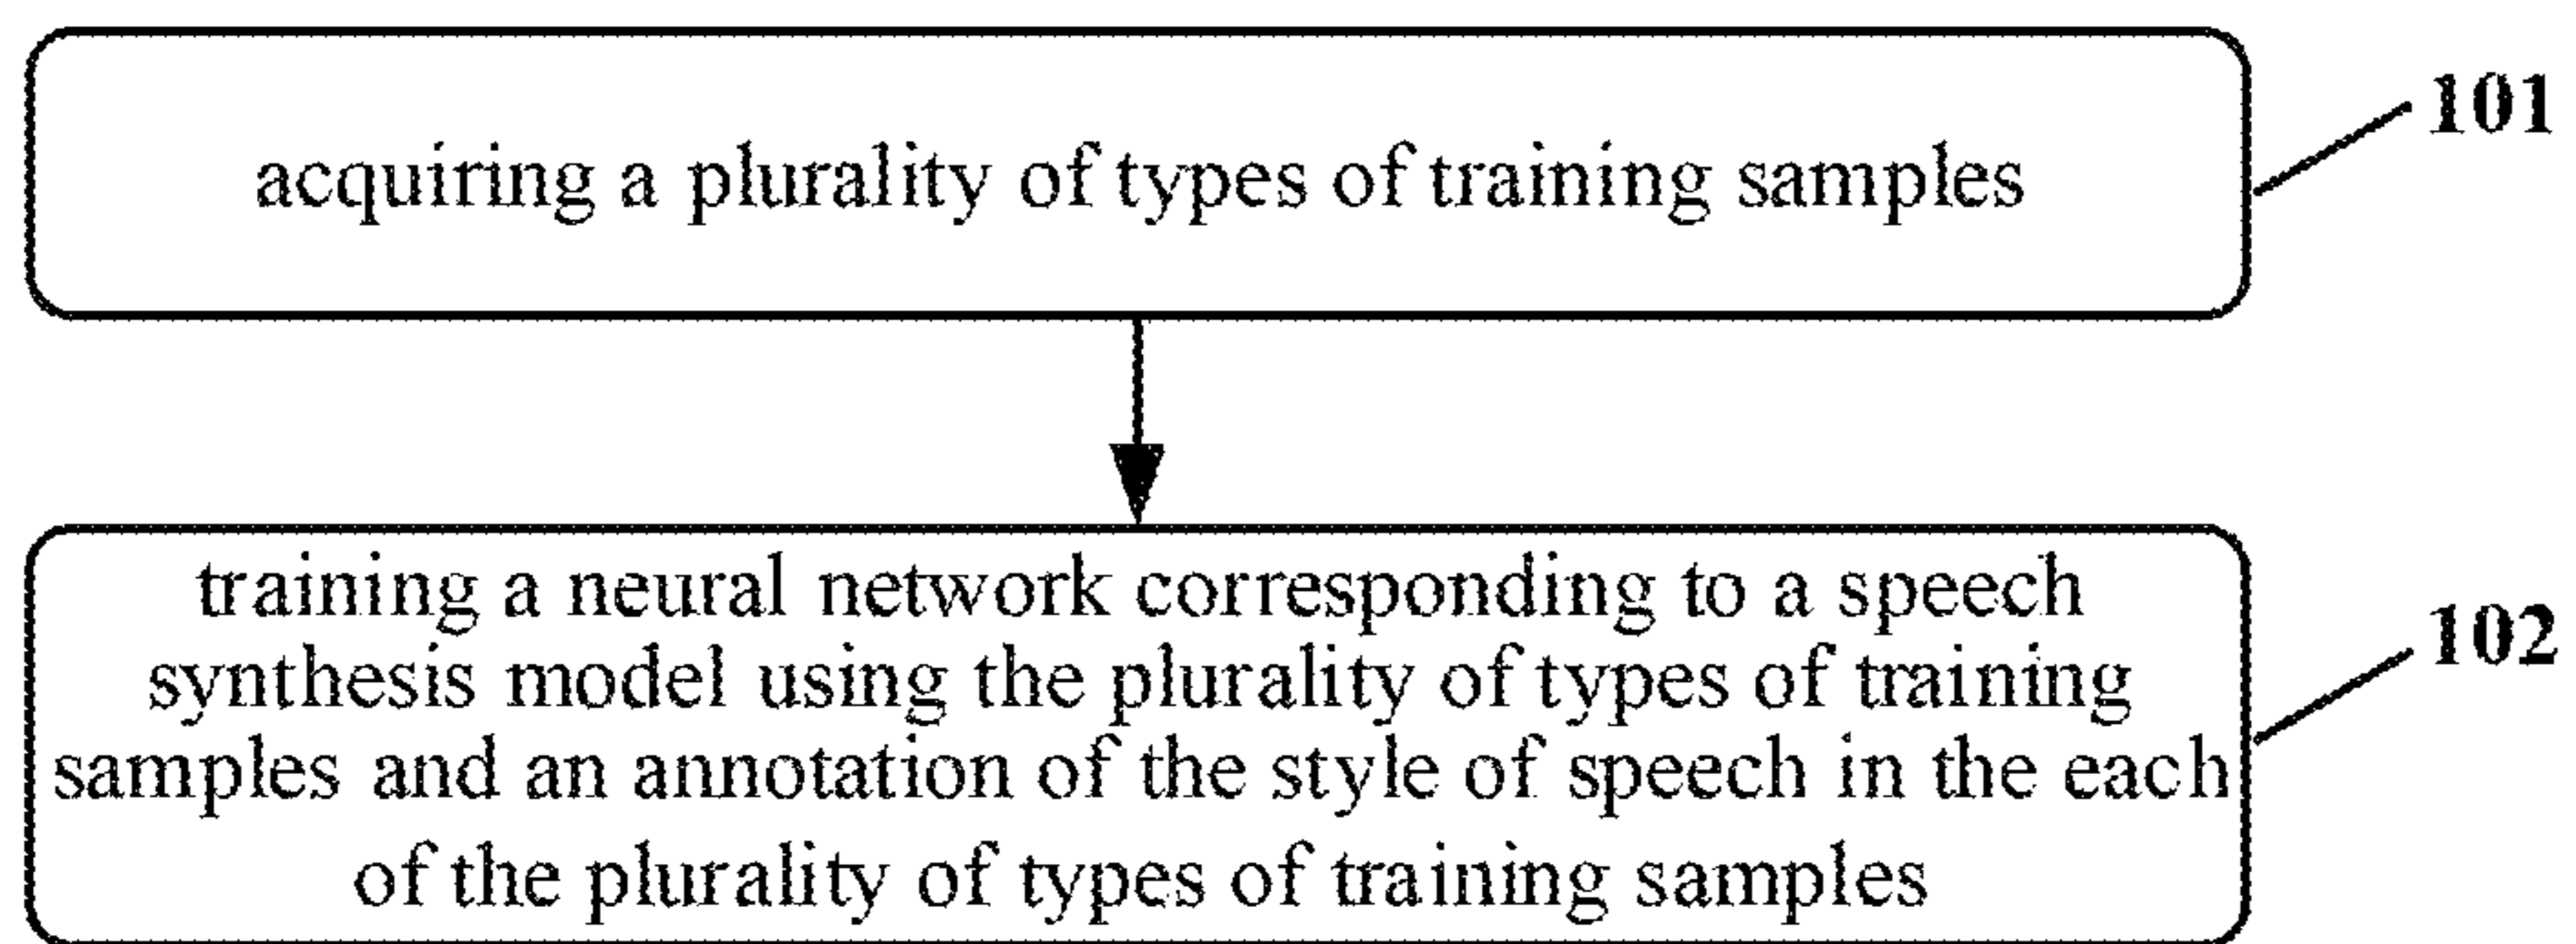 acquiring a plurality of types of training samples
101
training a neural network corresponding to a speech
synthesis model using the plurality of types of training
samples and an annotation of the style of speech in the each
of the plurality of types of training samples
102